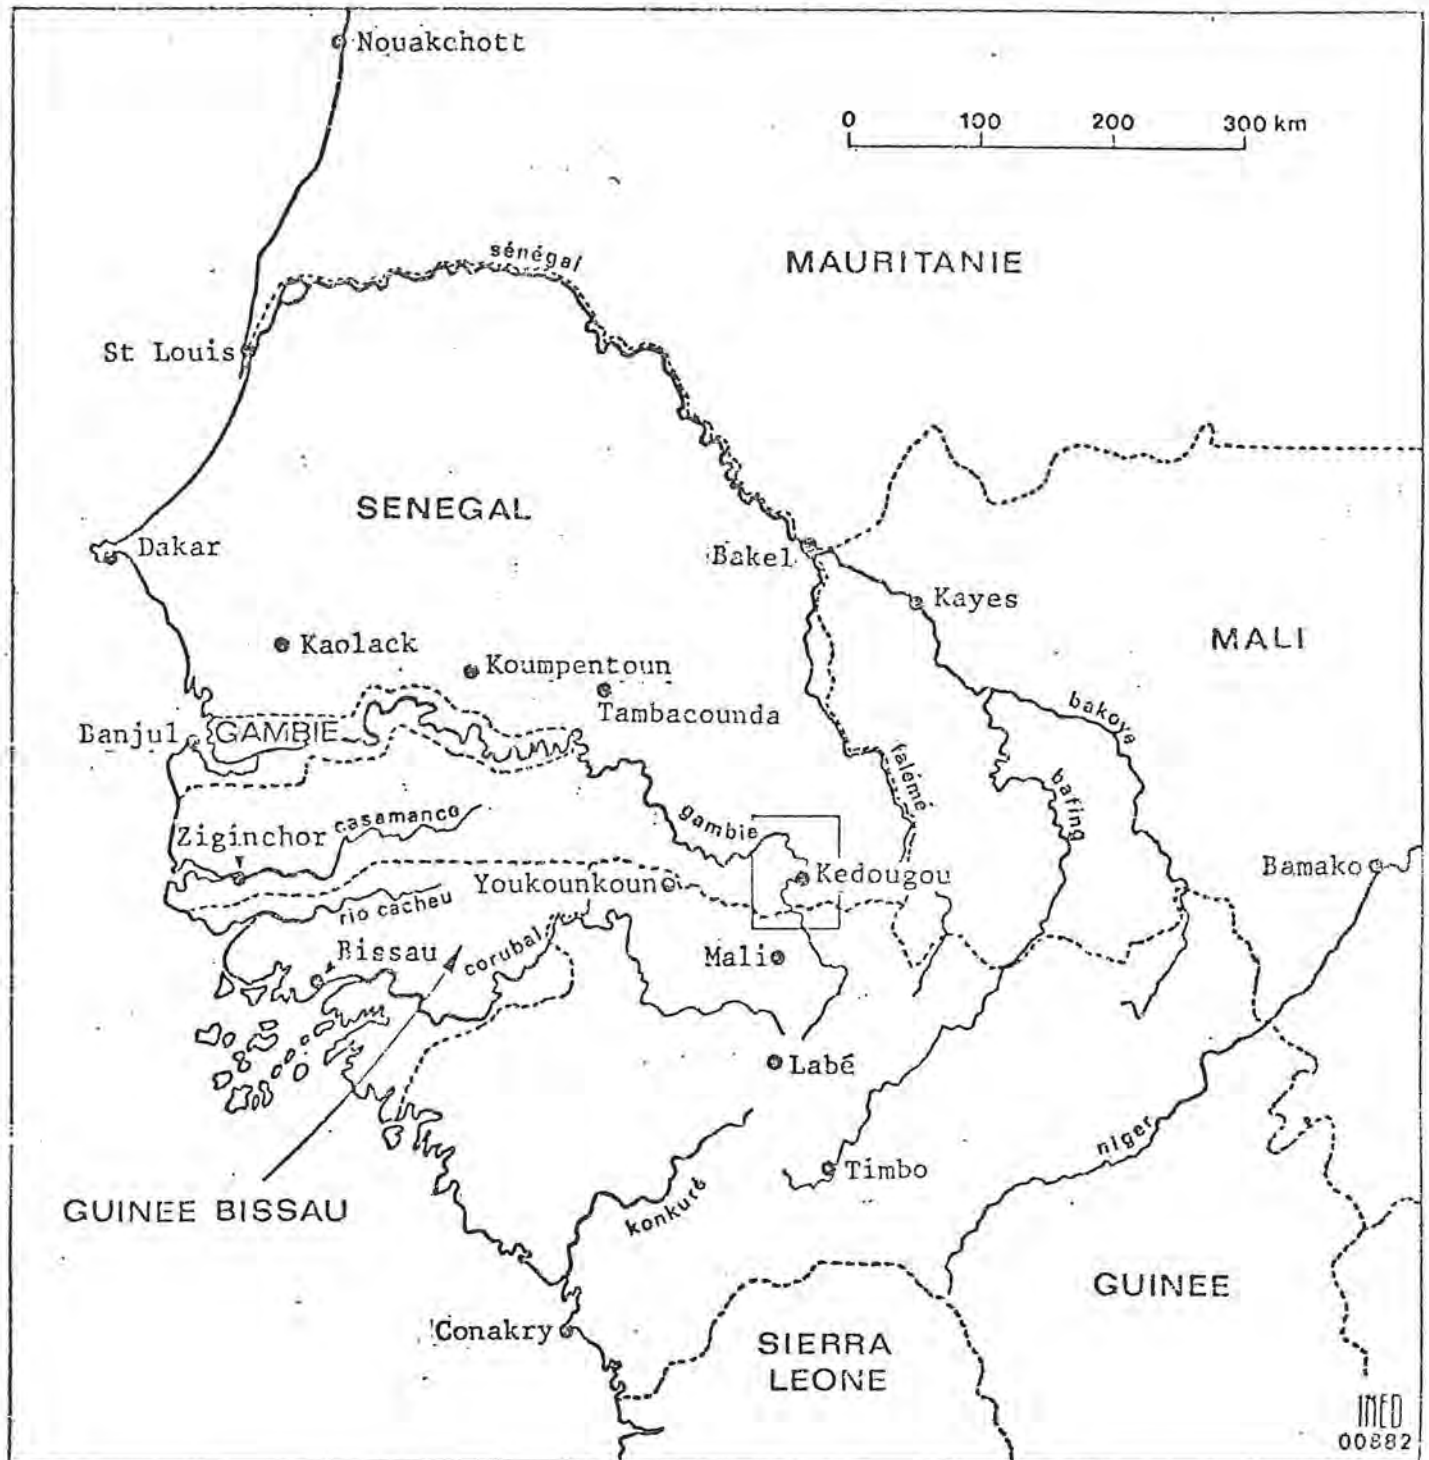 Nouakchott
0 100 200 300 km
sénégal
MAURITANIE
St Louis
SENEGAL
Dakar
Bakel
Kayes
Kaolack
MALI
Koumpentoun
Tambacounda
bakoye
Banjul
GAMBIE
falémé
bafing
gambie
casamance
Ziginchor
Bamako
Youkounkoun
Kedougou
rio cacheu
Bissau
corubal
Mali
Labé
niger
Timbo
GUINEE BISSAU
konkuré
GUINEE
Conakry
SIERRA
LEONE
INED
00882